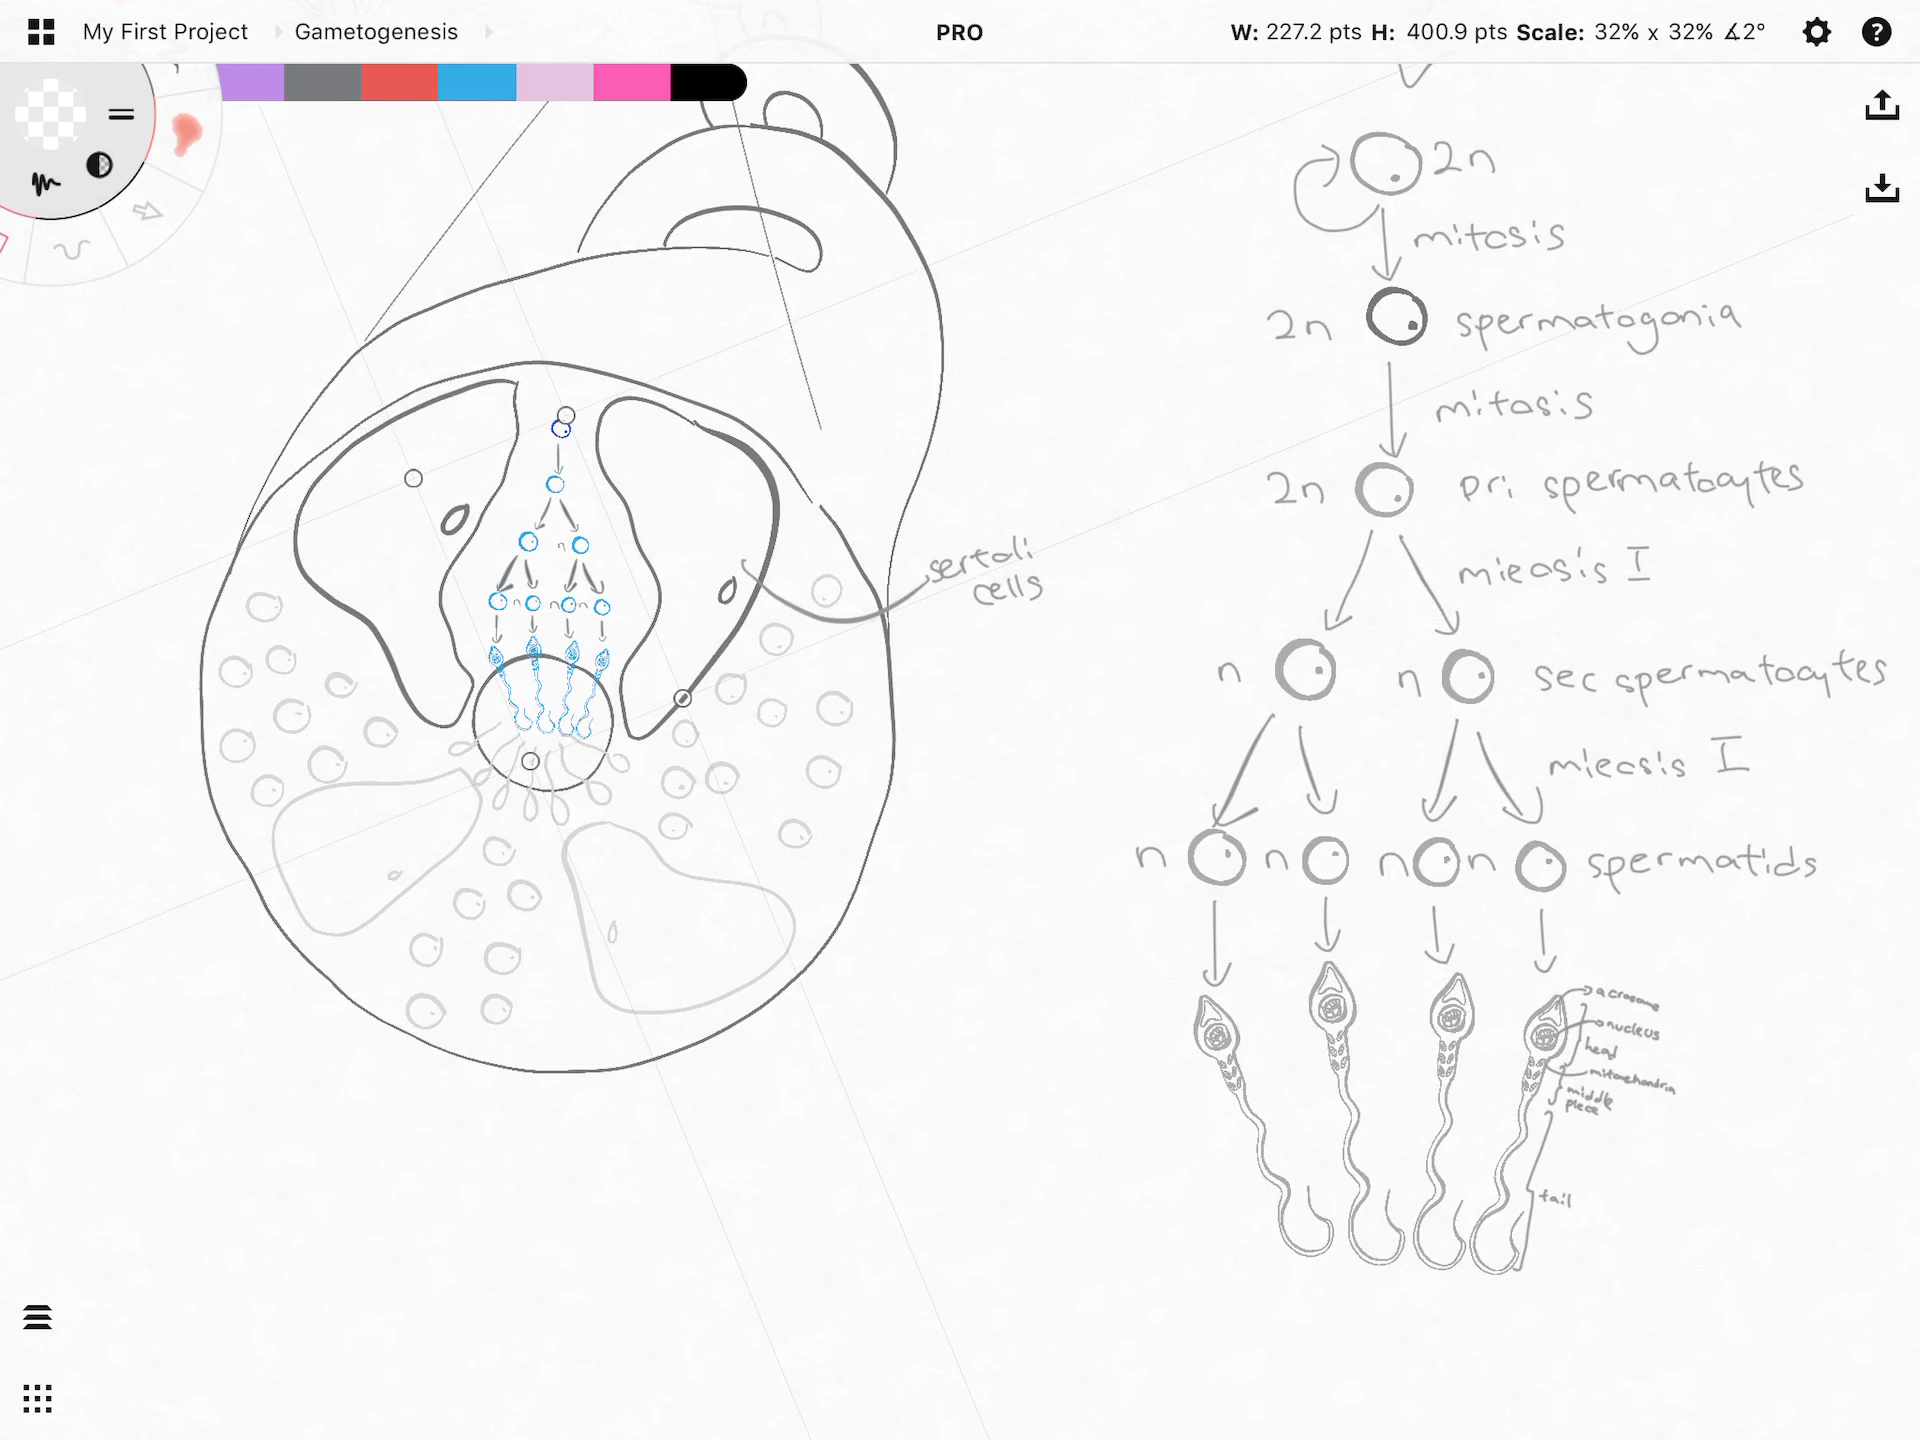 My First Project Gametogenesis PRO W: 227.2 pts H: 400.9 pts Scale: 32% x 32% ∡2°
2n
mitosis
2n spermatogonia
mitosis
2n pri spermatocytes
mieosis I
n n sec spermatocytes
mieosis I
n n n n spermatids
sertoli
cells
n
n n n
acrosome
nucleus
head
mitochondria
middle
piece
tail